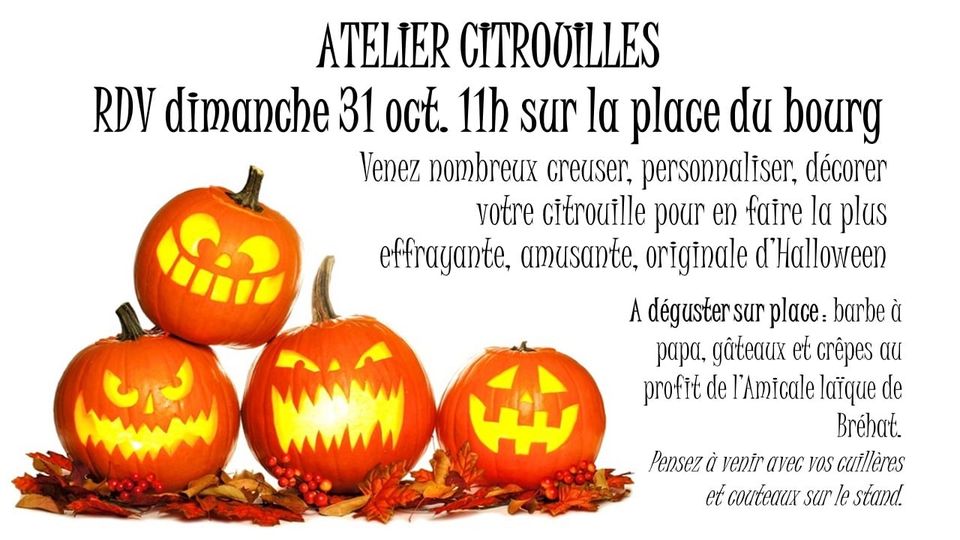 ATELIER CITROUILLES
RDV dimanche 31 oct. 11h sur la place du bourg
Venez nombreux creuser, personnaliser, décorer
votre citrouille pour en faire la plus
effrayante, amusante, originale d'Halloween
A déguster sur place : barbe à
papa, gâteaux et crêpes au
profit de l'Amicale laïque de
Bréhat.
Pensez à venir avec vos cuillères
et couteaux sur le stand.